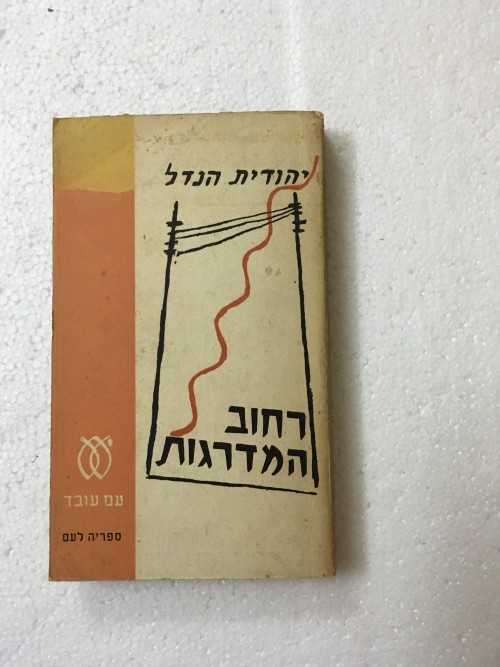 יהודית הנדל
רחוב
המדרגות
עם עובד
ספריה לעם